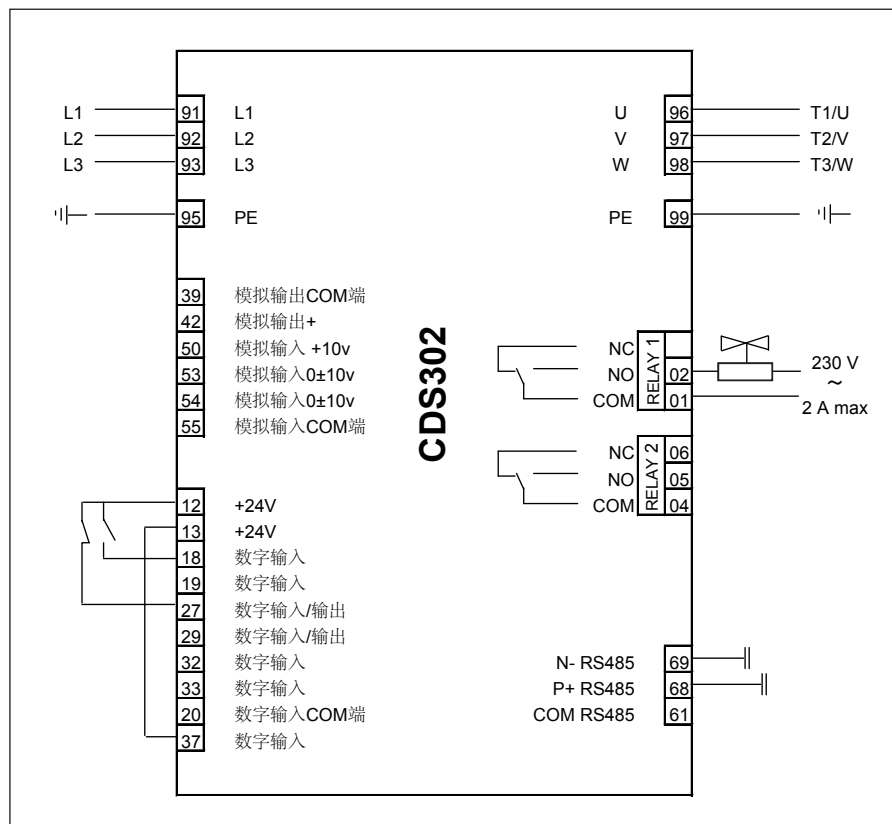 L1 91 L1 U 96 T1/U
L2 92 L2 V 97 T2/V
L3 93 L3 W 98 T3/W
95 PE PE 99
39 模拟输出COM端
42 模拟输出+
50 模拟输入 +10v
53 模拟输入0±10v
54 模拟输入0±10v
55 模拟输入COM端
CDS302
RELAY 1
NC
NO 02 230 V
COM 01 ~
2 A max
RELAY 2
NC 06
NO 05
COM 04
12 +24V
13 +24V
18 数字输入
19 数字输入
27 数字输入/输出
29 数字输入/输出
32 数字输入
33 数字输入
20 数字输入COM端
37 数字输入
N- RS485 69
P+ RS485 68
COM RS485 61